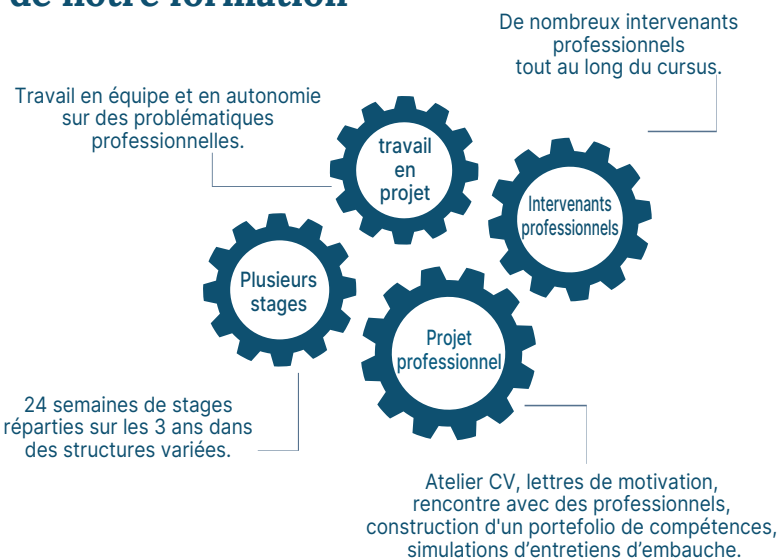 de notre formation
De nombreux intervenants
professionnels
tout au long du cursus.
Travail en équipe et en autonomie
sur des problématiques
professionnelles.
travail
en
projet
Intervenants
professionnels
Plusieurs
stages
Projet
professionnel
24 semaines de stages
réparties sur les 3 ans dans
des structures variées.
Atelier CV, lettres de motivation,
rencontre avec des professionnels,
construction d'un portefolio de compétences,
simulations d’entretiens d’embauche.